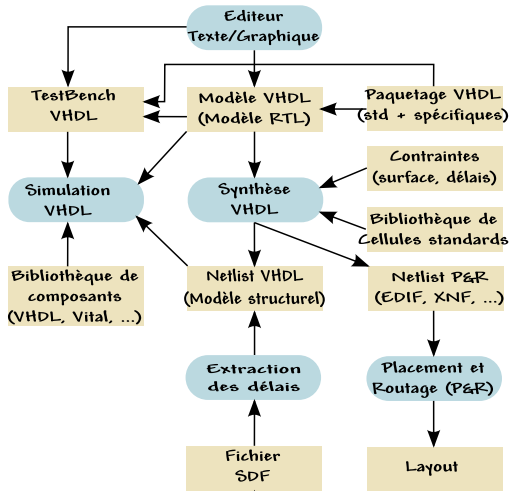 Editeur
Texte/Graphique
TestBench
VHDL
Modèle VHDL
(Modèle RTL)
Paquetage VHDL
(std + spécifiques)
Contraintes
(surface, délais)
Simulation
VHDL
Synthèse
VHDL
Bibliothèque de
Cellules standards
Bibliothèque de
composants
(VHDL, Vital, ...)
Netlist VHDL
(Modèle structurel)
Netlist P&R
(EDIF, XNF, ...)
Extraction
des délais
Placement et
Routage (P&R)
Fichier
SDF
Layout